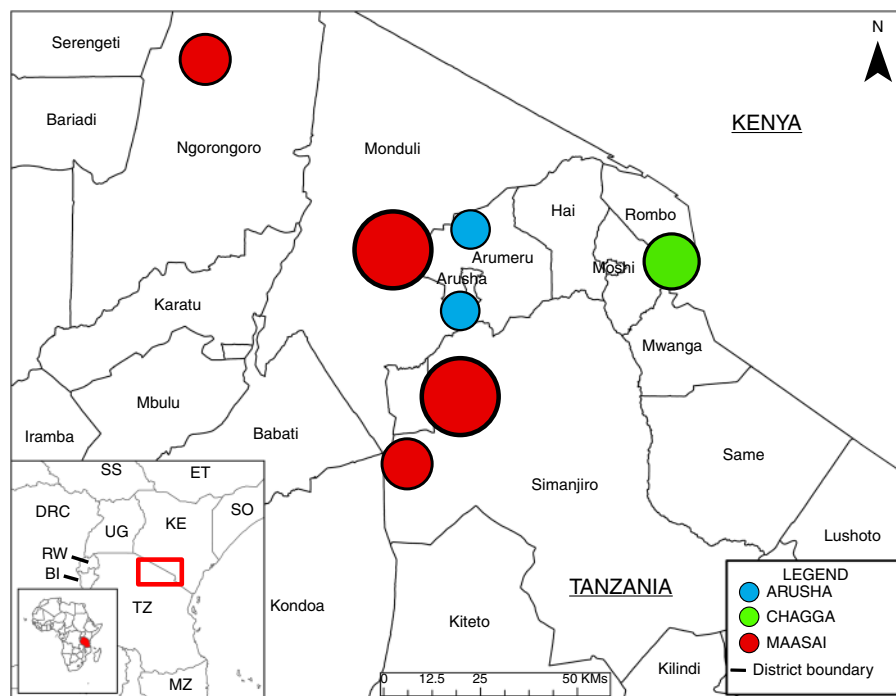 Serengeti
N
Bariadi
KENYA
Ngorongoro
Monduli
Hai
Rombo
Arumeru
Moshi
Arusha
Karatu
Mwanga
Mbulu
Iramba
Babati
Same
Simanjiro
SS
ET
DRC
UG
KE
SO
RW
BI
TZ
MZ
Lushoto
Kondoa
TANZANIA
Kiteto
Kilindi
LEGEND
ARUSHA
CHAGGA
MAASAI
District boundary
0 12.5 25 50 KMs